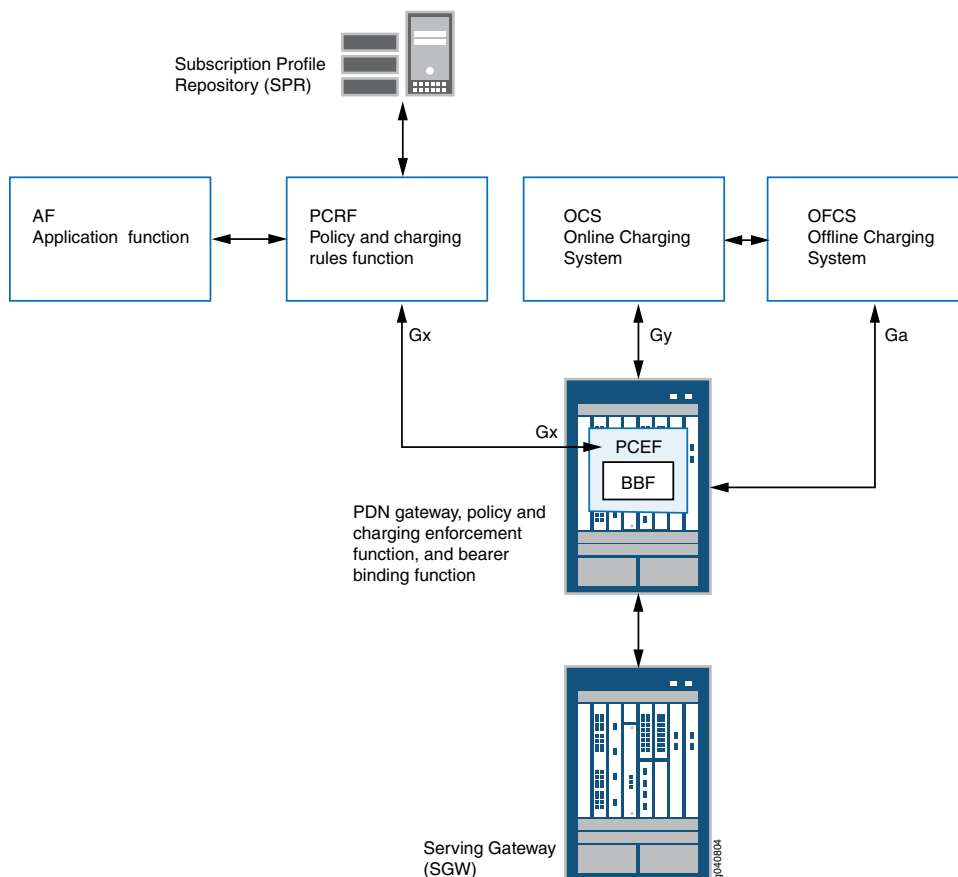 Subscription Profile
Repository (SPR)
AF
Application function
PCRF
Policy and charging
rules function
OCS
Online Charging
System
OFCS
Offline Charging
System
Gx
Gy
Ga
Gx
PCEF
BBF
PDN gateway, policy and
charging enforcement
function, and bearer
binding function
Serving Gateway
(SGW)
g040804